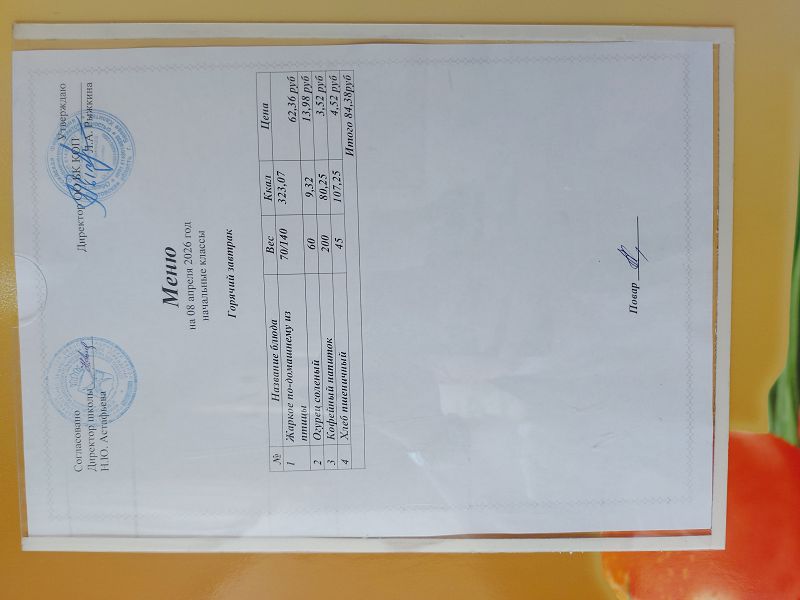 Согласовано
Директор школы
Н.Ю. Астафьева
Утверждаю
Директор ОО БК КОП
Л.А. Рыжкина
Меню
на 08 апреля 2026 год
начальные классы
Горячий завтрак
№ Название блюда Вес Ккал Цена
1 Жаркое по-домашнему из птицы 70/140 323,07 62,36 руб
2 Огурец соленый 60 9,32 13,98 руб
3 Кофейный напиток 200 80,25 3,52 руб
4 Хлеб пшеничный 45 107,25 4,52 руб
Итого 84,38руб
Повар